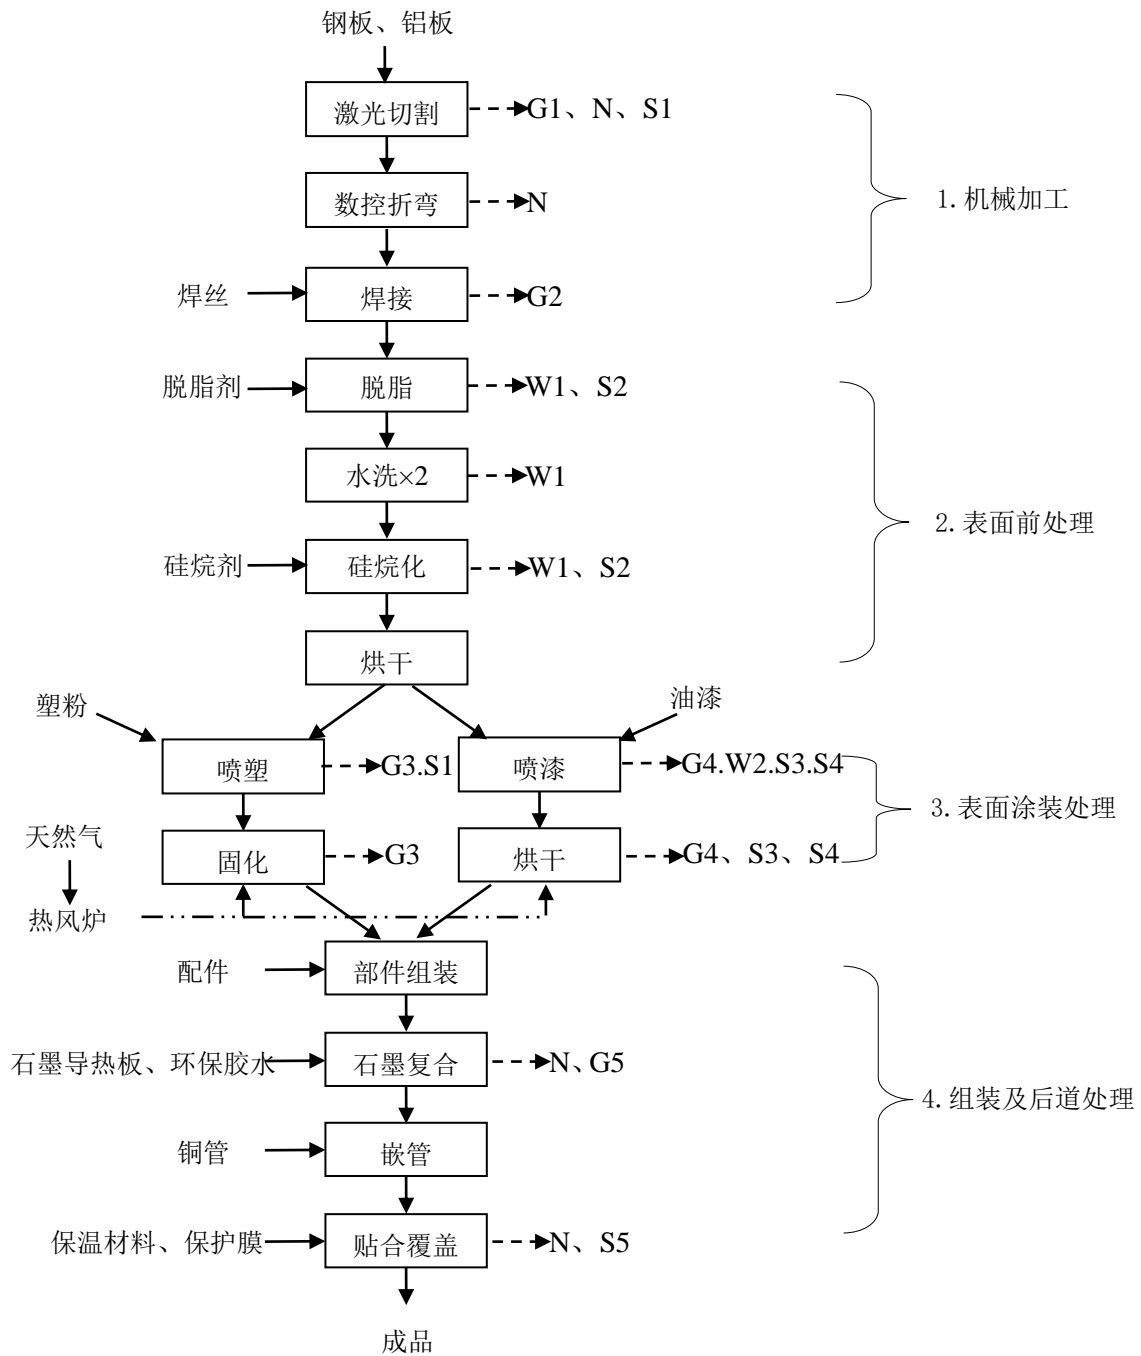 钢板、铝板
激光切割
G1、N、S1
数控折弯
N
1.机械加工
焊丝
焊接
G2
脱脂剂
脱脂
W1、S2
水洗×2
W1
2.表面前处理
硅烷剂
硅烷化
W1、S2
烘干
塑粉
油漆
喷塑
G3.S1
喷漆
G4.W2.S3.S4
3.表面涂装处理
天然气
固化
G3
烘干
G4、S3、S4
热风炉
配件
部件组装
石墨导热板、环保胶水
石墨复合
N、G5
4.组装及后道处理
铜管
嵌管
保温材料、保护膜
贴合覆盖
N、S5
成品